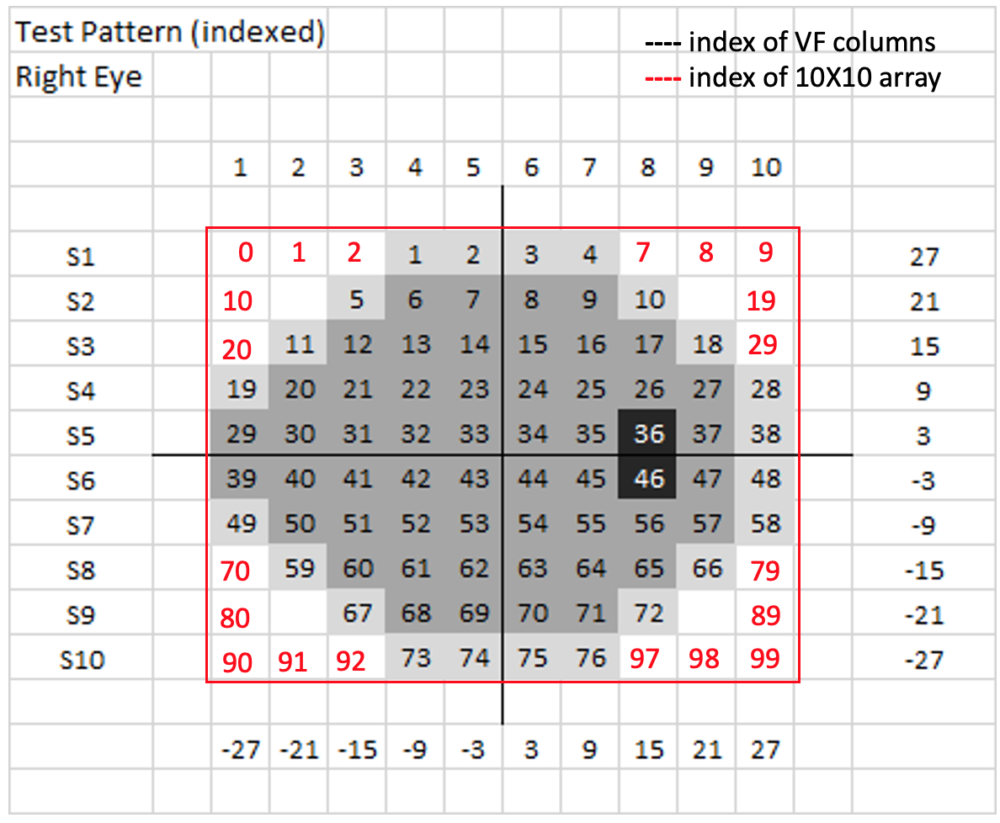 Test Pattern (indexed)
---- index of VF columns
Right Eye
---- index of 10X10 array
1 2 3 4 5 6 7 8 9 10
S1 0 1 2 1 2 3 4 7 8 9 27
S2 10 5 6 7 8 9 10 19 21
S3 20 11 12 13 14 15 16 17 18 29 15
S4 19 20 21 22 23 24 25 26 27 28 9
S5 29 30 31 32 33 34 35 36 37 38 3
S6 39 40 41 42 43 44 45 46 47 48 -3
S7 49 50 51 52 53 54 55 56 57 58 -9
S8 70 59 60 61 62 63 64 65 66 79 -15
S9 80 67 68 69 70 71 72 89 -21
S10 90 91 92 73 74 75 76 97 98 99 -27
-27 -21 -15 -9 -3 3 9 15 21 27